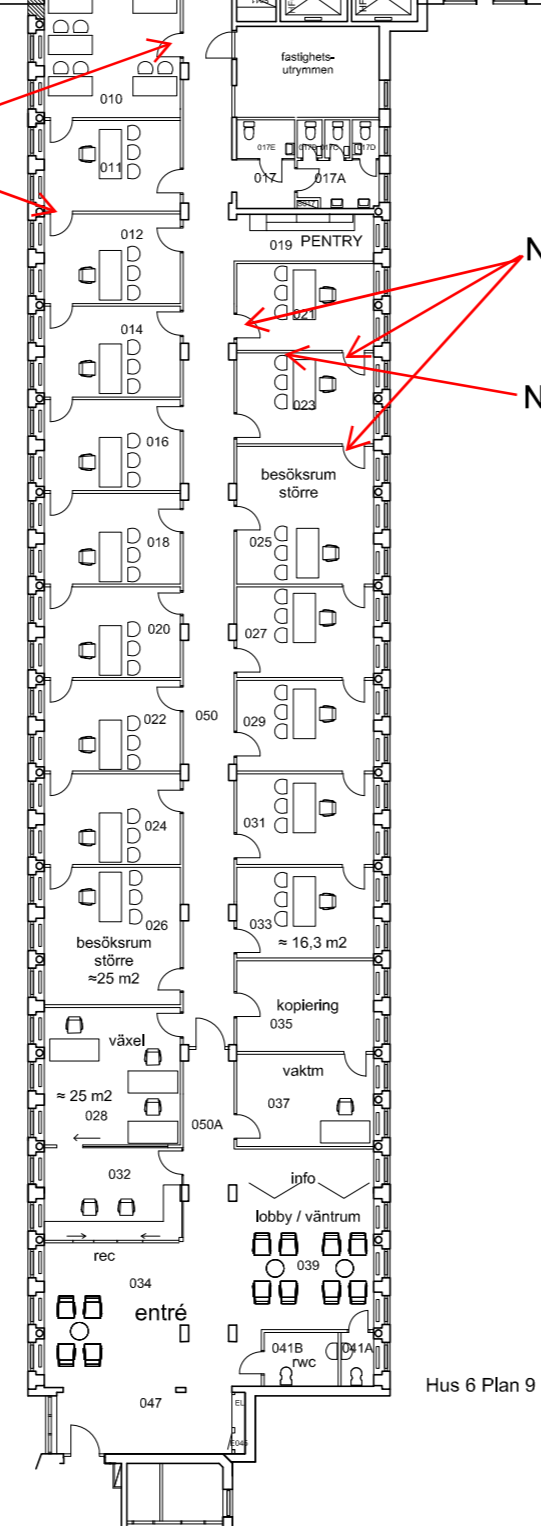 fastighets-
utrymmen
010
017E
017C
017D
011
017
017A
012
019 PENTRY
N
014
021
N
023
016
besöksrum
större
018
025
020
027
022
050
029
024
031
026
033
besöksrum
större
≈25 m2
≈ 16,3 m2
kopiering
035
växel
vaktm
≈ 25 m2
028
037
050A
032
info
lobby / väntrum
rec
034
039
entré
041B
041A
rwc
Hus 6 Plan 9
047
EL
E045